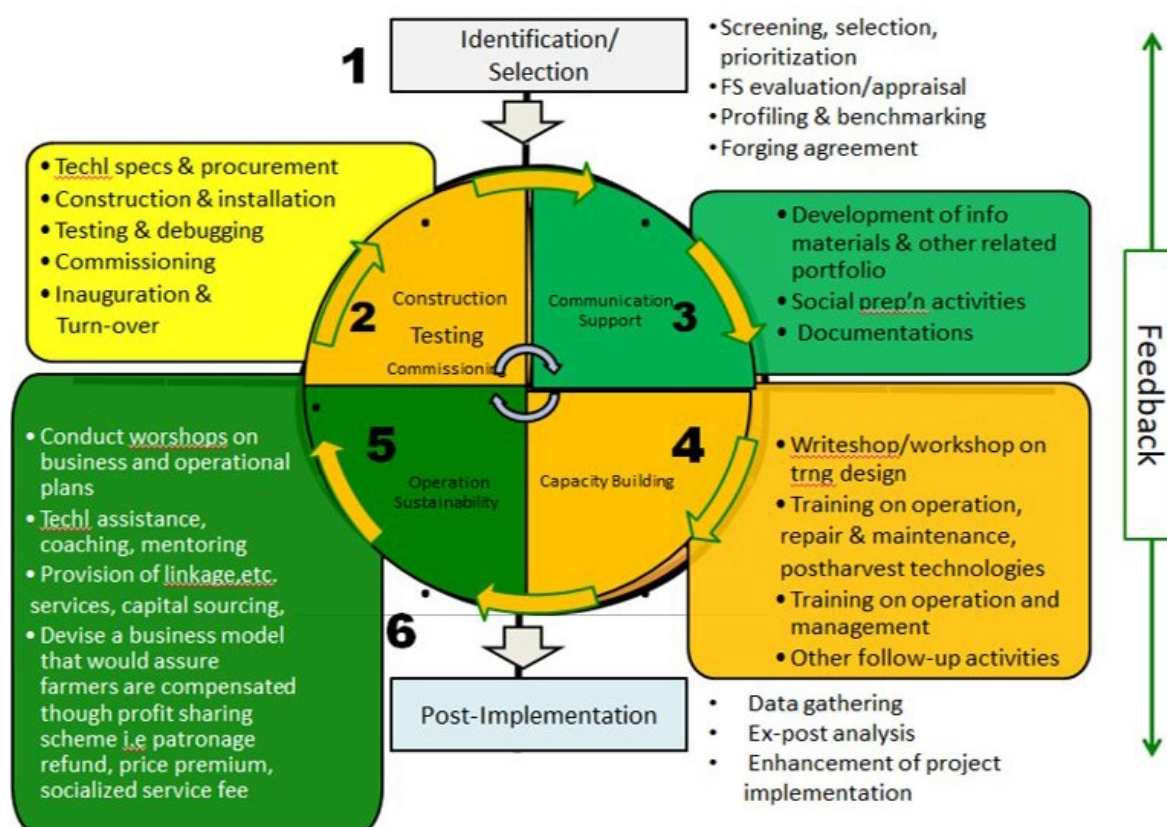 1
Identification/
Selection
•Screening, selection,
prioritization
•FS evaluation/appraisal
•Profiling & benchmarking
•Forging agreement
• Techl specs & procurement
• Construction & installation
• Testing & debugging
• Commissioning
• Inauguration &
Turn-over
2
Construction
Testing
Commissioning
Communication
Support
3
• Development of info
materials & other related
portfolio
• Social prep'n activities
• Documentations
Feedback
• Conduct worshops on
business and operational
plans
• Techl assistance,
coaching, mentoring
• Provision of linkage,etc.
services, capital sourcing,
• Devise a business model
that would assure
farmers are compensated
though profit sharing
scheme i.e patronage
refund, price premium,
socialized service fee
5
Operation
Sustainability
4
Capacity Building
• Writeshop/workshop on
trng design
• Training on operation,
repair & maintenance,
postharvest technologies
• Training on operation and
management
• Other follow-up activities
6
Post-Implementation
• Data gathering
• Ex-post analysis
• Enhancement of project
implementation